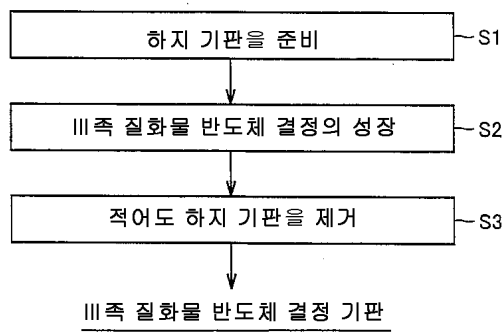 하지 기판을 준비
S1
III족 질화물 반도체 결정의 성장
S2
적어도 하지 기판을 제거
S3
III족 질화물 반도체 결정 기판